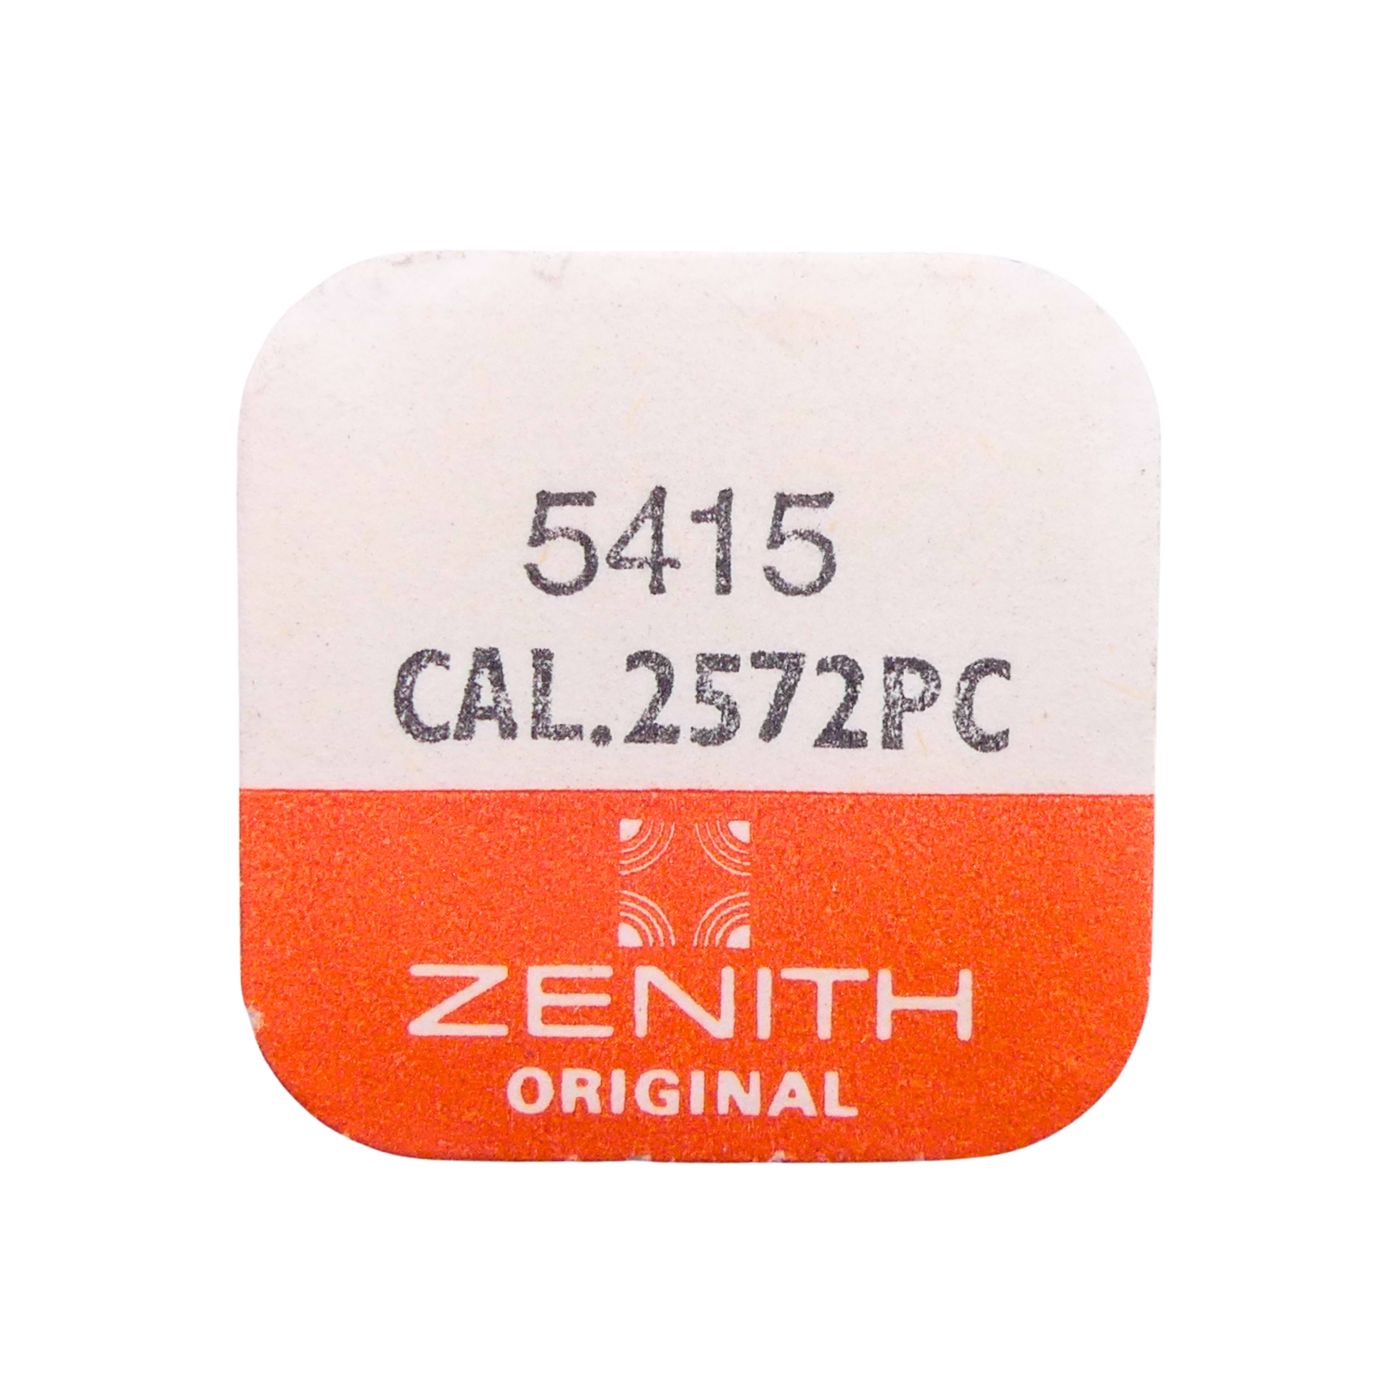 5415
CAL.2572PC
ZENITH
ORIGINAL